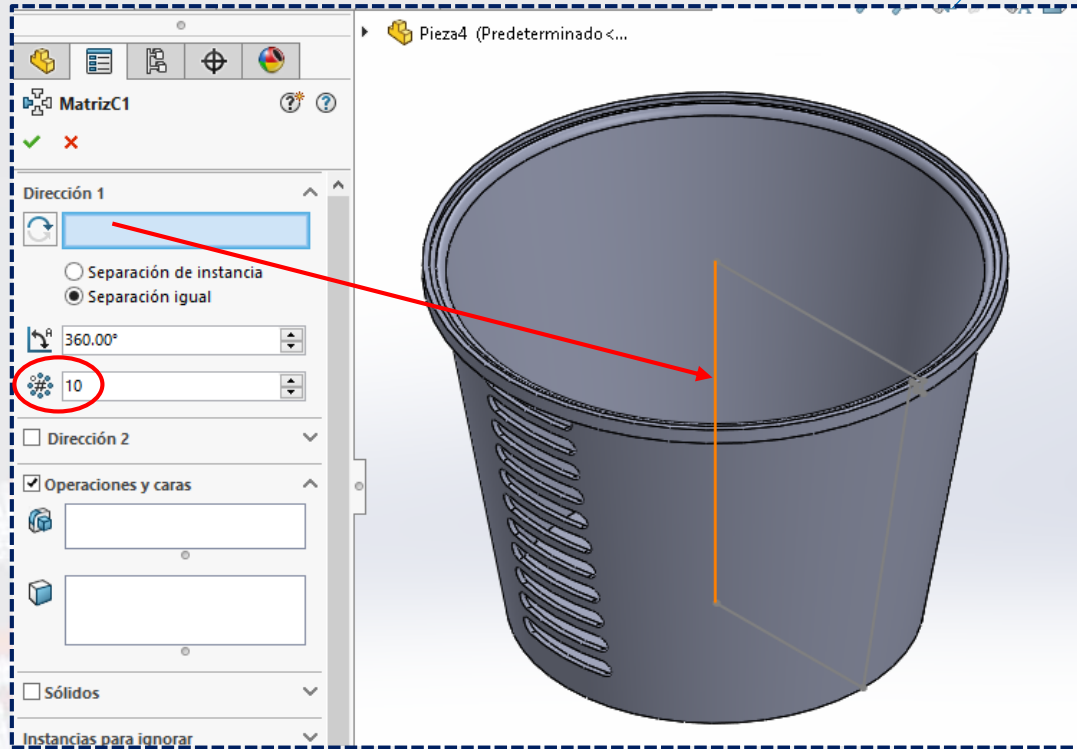 Pieza4 (Predeterminado<...
MatrizC1
Dirección 1
Separación de instancia
Separación igual
360.00°
10
Dirección 2
Operaciones y caras
Sólidos
Instancias para ignorar